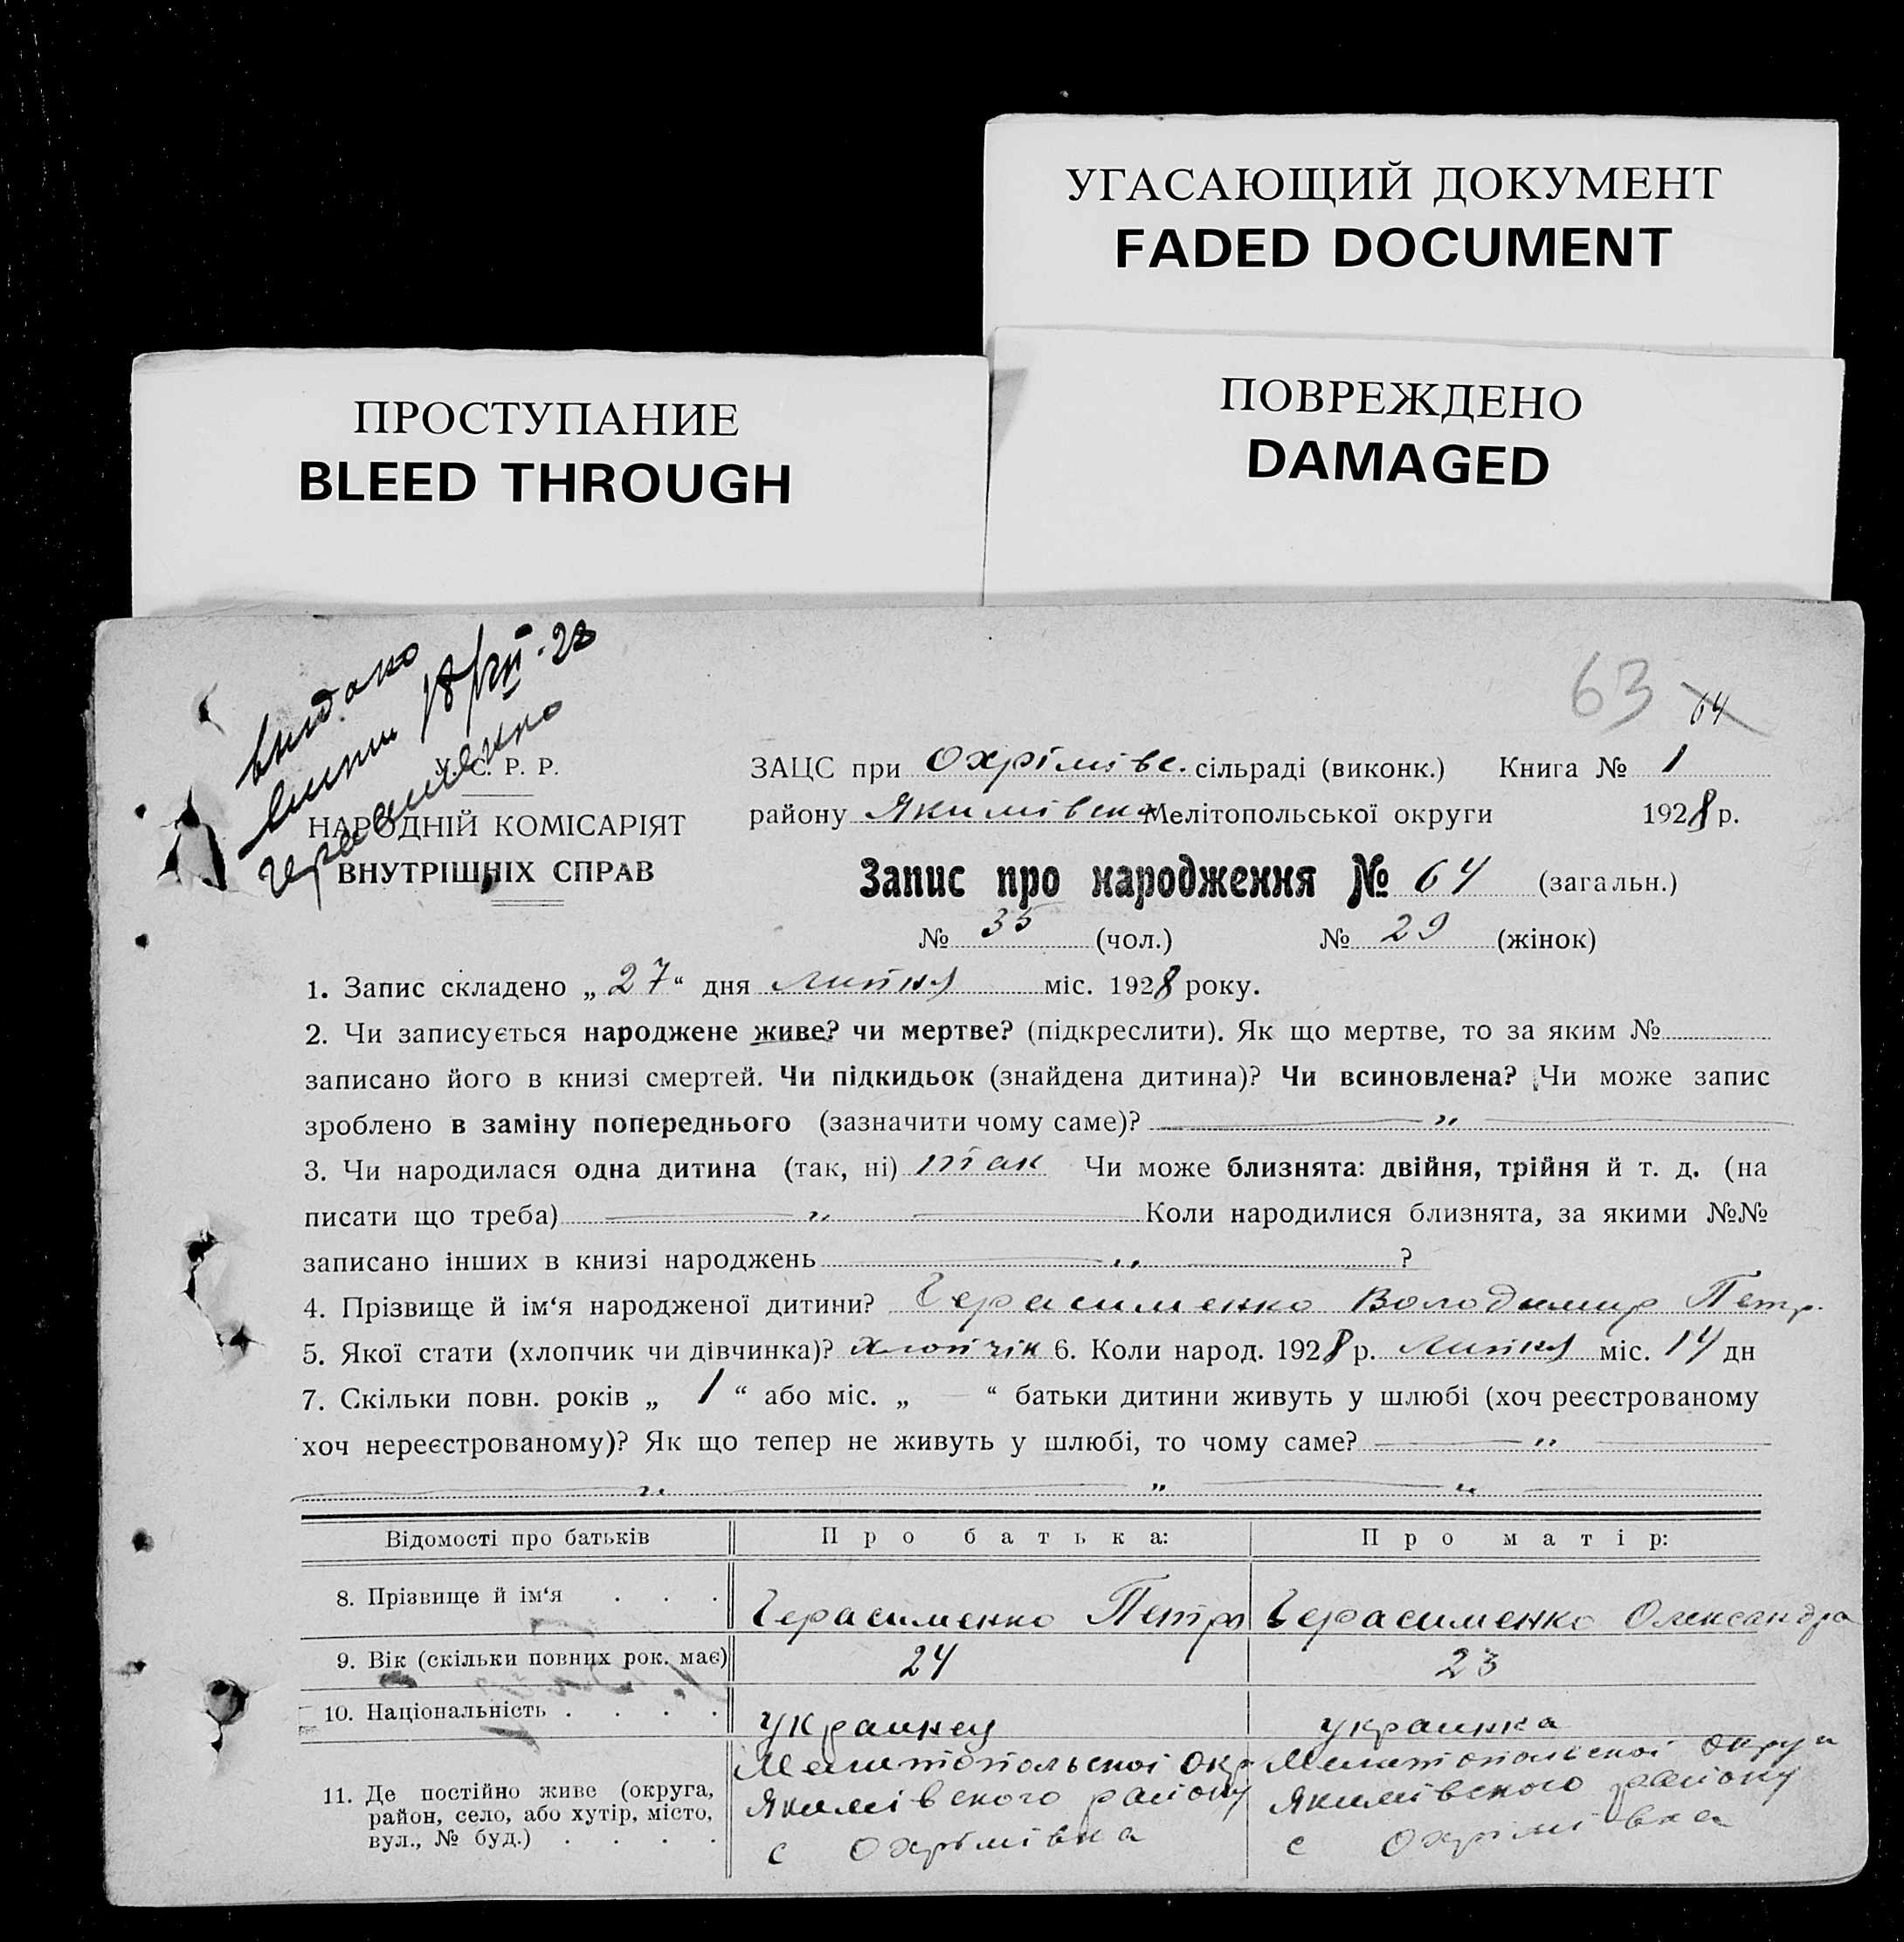 УГАСАЮЩИЙ ДОКУМЕНТ
FADED DOCUMENT
ПРОСТУПАНИЕ
BLEED THROUGH
ПОВРЕЖДЕНО
DAMAGED
видано
18/VII-28
Герасименко
63 64
У. С. Р. Р.
НАРОДНІЙ КОМІСАРІЯТ
ВНУТРІШНІХ СПРАВ
ЗАЦС при Охрімівс. сільраді (виконк.) Книга № 1
району Якимівска Мелітопольської округи 1928 р.
Запис про народження № 64 (загальн.)
№ 35 (чол.) № 29 (жінок)
1. Запис складено „27“ дня липня міс. 1928 року.
2. Чи записується народжене живе? чи мертве? (підкреслити). Як що мертве, то за яким №
записано його в книзі смертей. Чи підкидьок (знайдена дитина)? Чи всиновлена? Чи може запис
зроблено в заміну попереднього (зазначити чому саме)? — „ —
3. Чи народилася одна дитина (так, ні) так Чи може близнята: двійня, трійня й т. д. (на
писати що треба) — „ — Коли народилися близнята, за якими №№
записано інших в книзі народжень — „ — ?
4. Прізвище й ім‘я народженої дитини? Герасименко Володимир Петр.
5. Якої стати (хлопчик чи дівчинка)? хлопчік 6. Коли народ. 1928 р. липня міс. 14 дн
7. Скільки повн. років „ 1 “ або міс. „ — “ батьки дитини живуть у шлюбі (хоч реєстрованому
хоч нереєстрованому)? Як що тепер не живуть у шлюбі, то чому саме? — „ —
— „ — „ — „ —
Відомості про батьків Про батька: Про матір:
8. Прізвище й ім‘я . . . Герасименко Петро Герасименко Олександра
9. Вік (скільки повних рок. має) 24 23
10. Національність . . . . украинец украинка
11. Де постійно живе (округа, Мелитопольскої окр Мелитопольскої округи
район, село, або хутір, місто, Якимівского району Якимівского району
вул., № буд.) . . . . с Охрімівка с Охрімівка